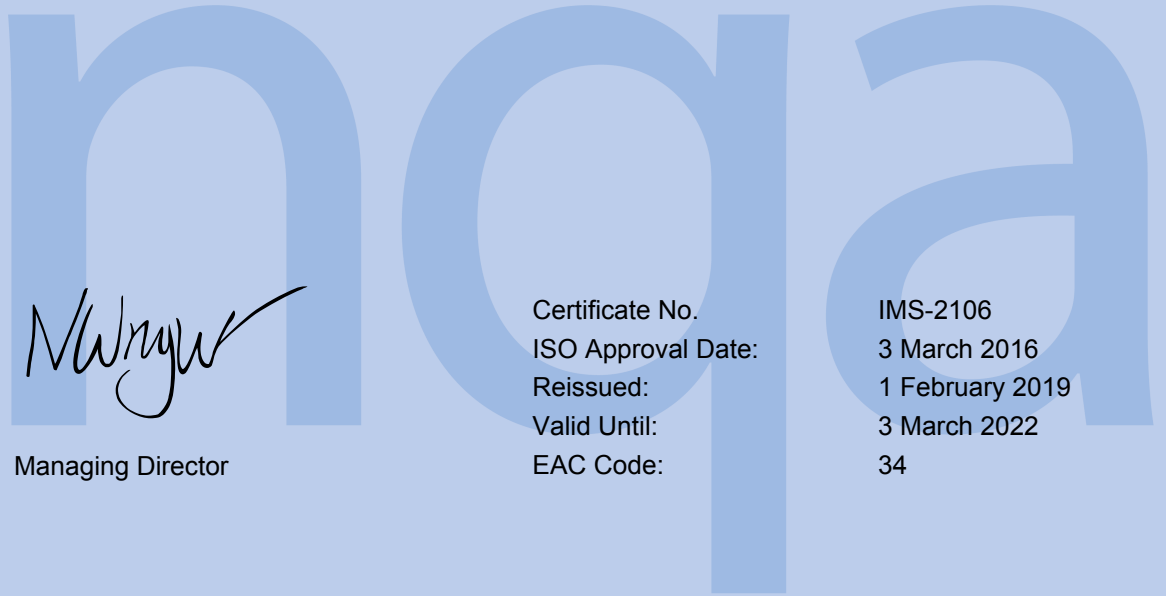 nqa
Certificate No. IMS-2106
ISO Approval Date: 3 March 2016
Reissued: 1 February 2019
Valid Until: 3 March 2022
Managing Director
EAC Code: 34